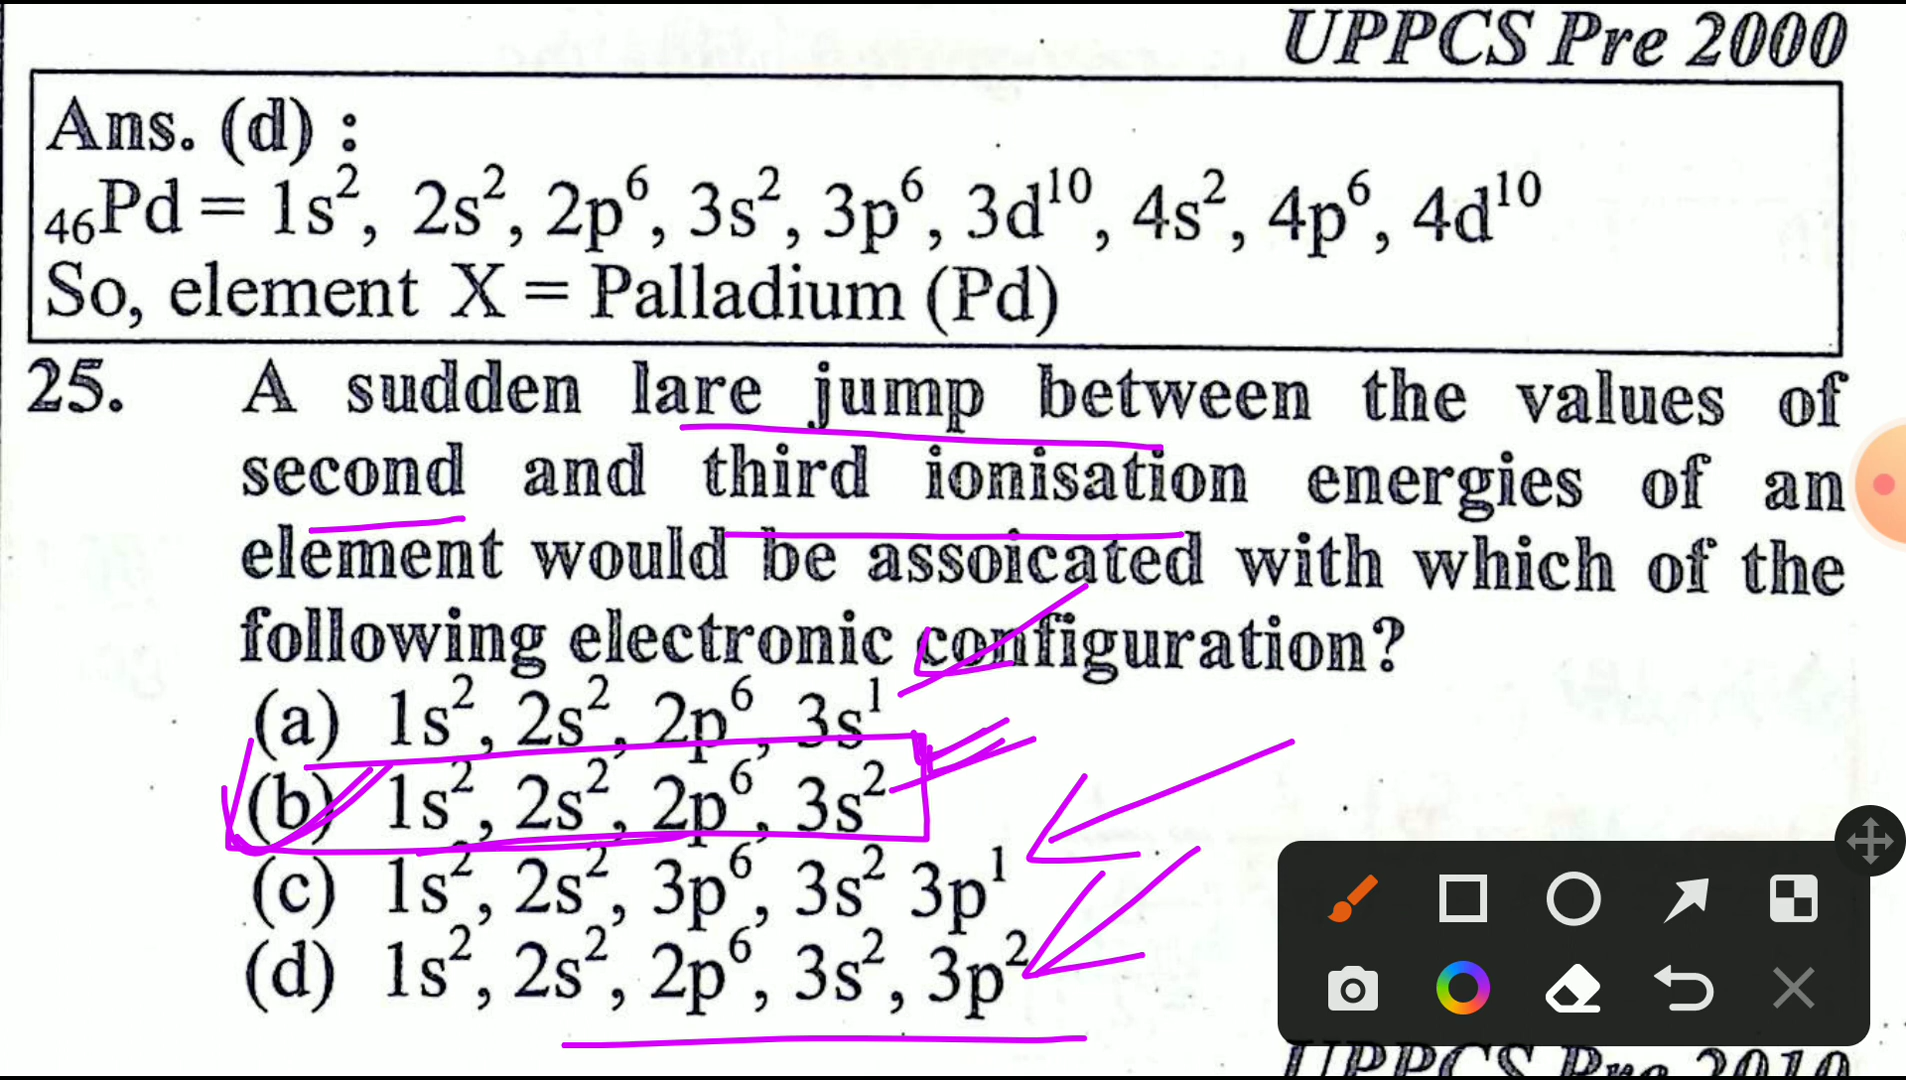 UPPCS Pre 2000
Ans. (d) :
₄₆Pd = 1s², 2s², 2p⁶, 3s², 3p⁶, 3d¹⁰, 4s², 4p⁶, 4d¹⁰
So, element X = Palladium (Pd)
25. A sudden lare jump between the values of
second and third ionisation energies of an
element would be assoicated with which of the
following electronic configuration?
(a) 1s², 2s², 2p⁶, 3s¹
(b) 1s², 2s², 2p⁶, 3s²
(c) 1s², 2s², 3p⁶, 3s² 3p¹
(d) 1s², 2s², 2p⁶, 3s², 3p²
UPPCS Pre 2010